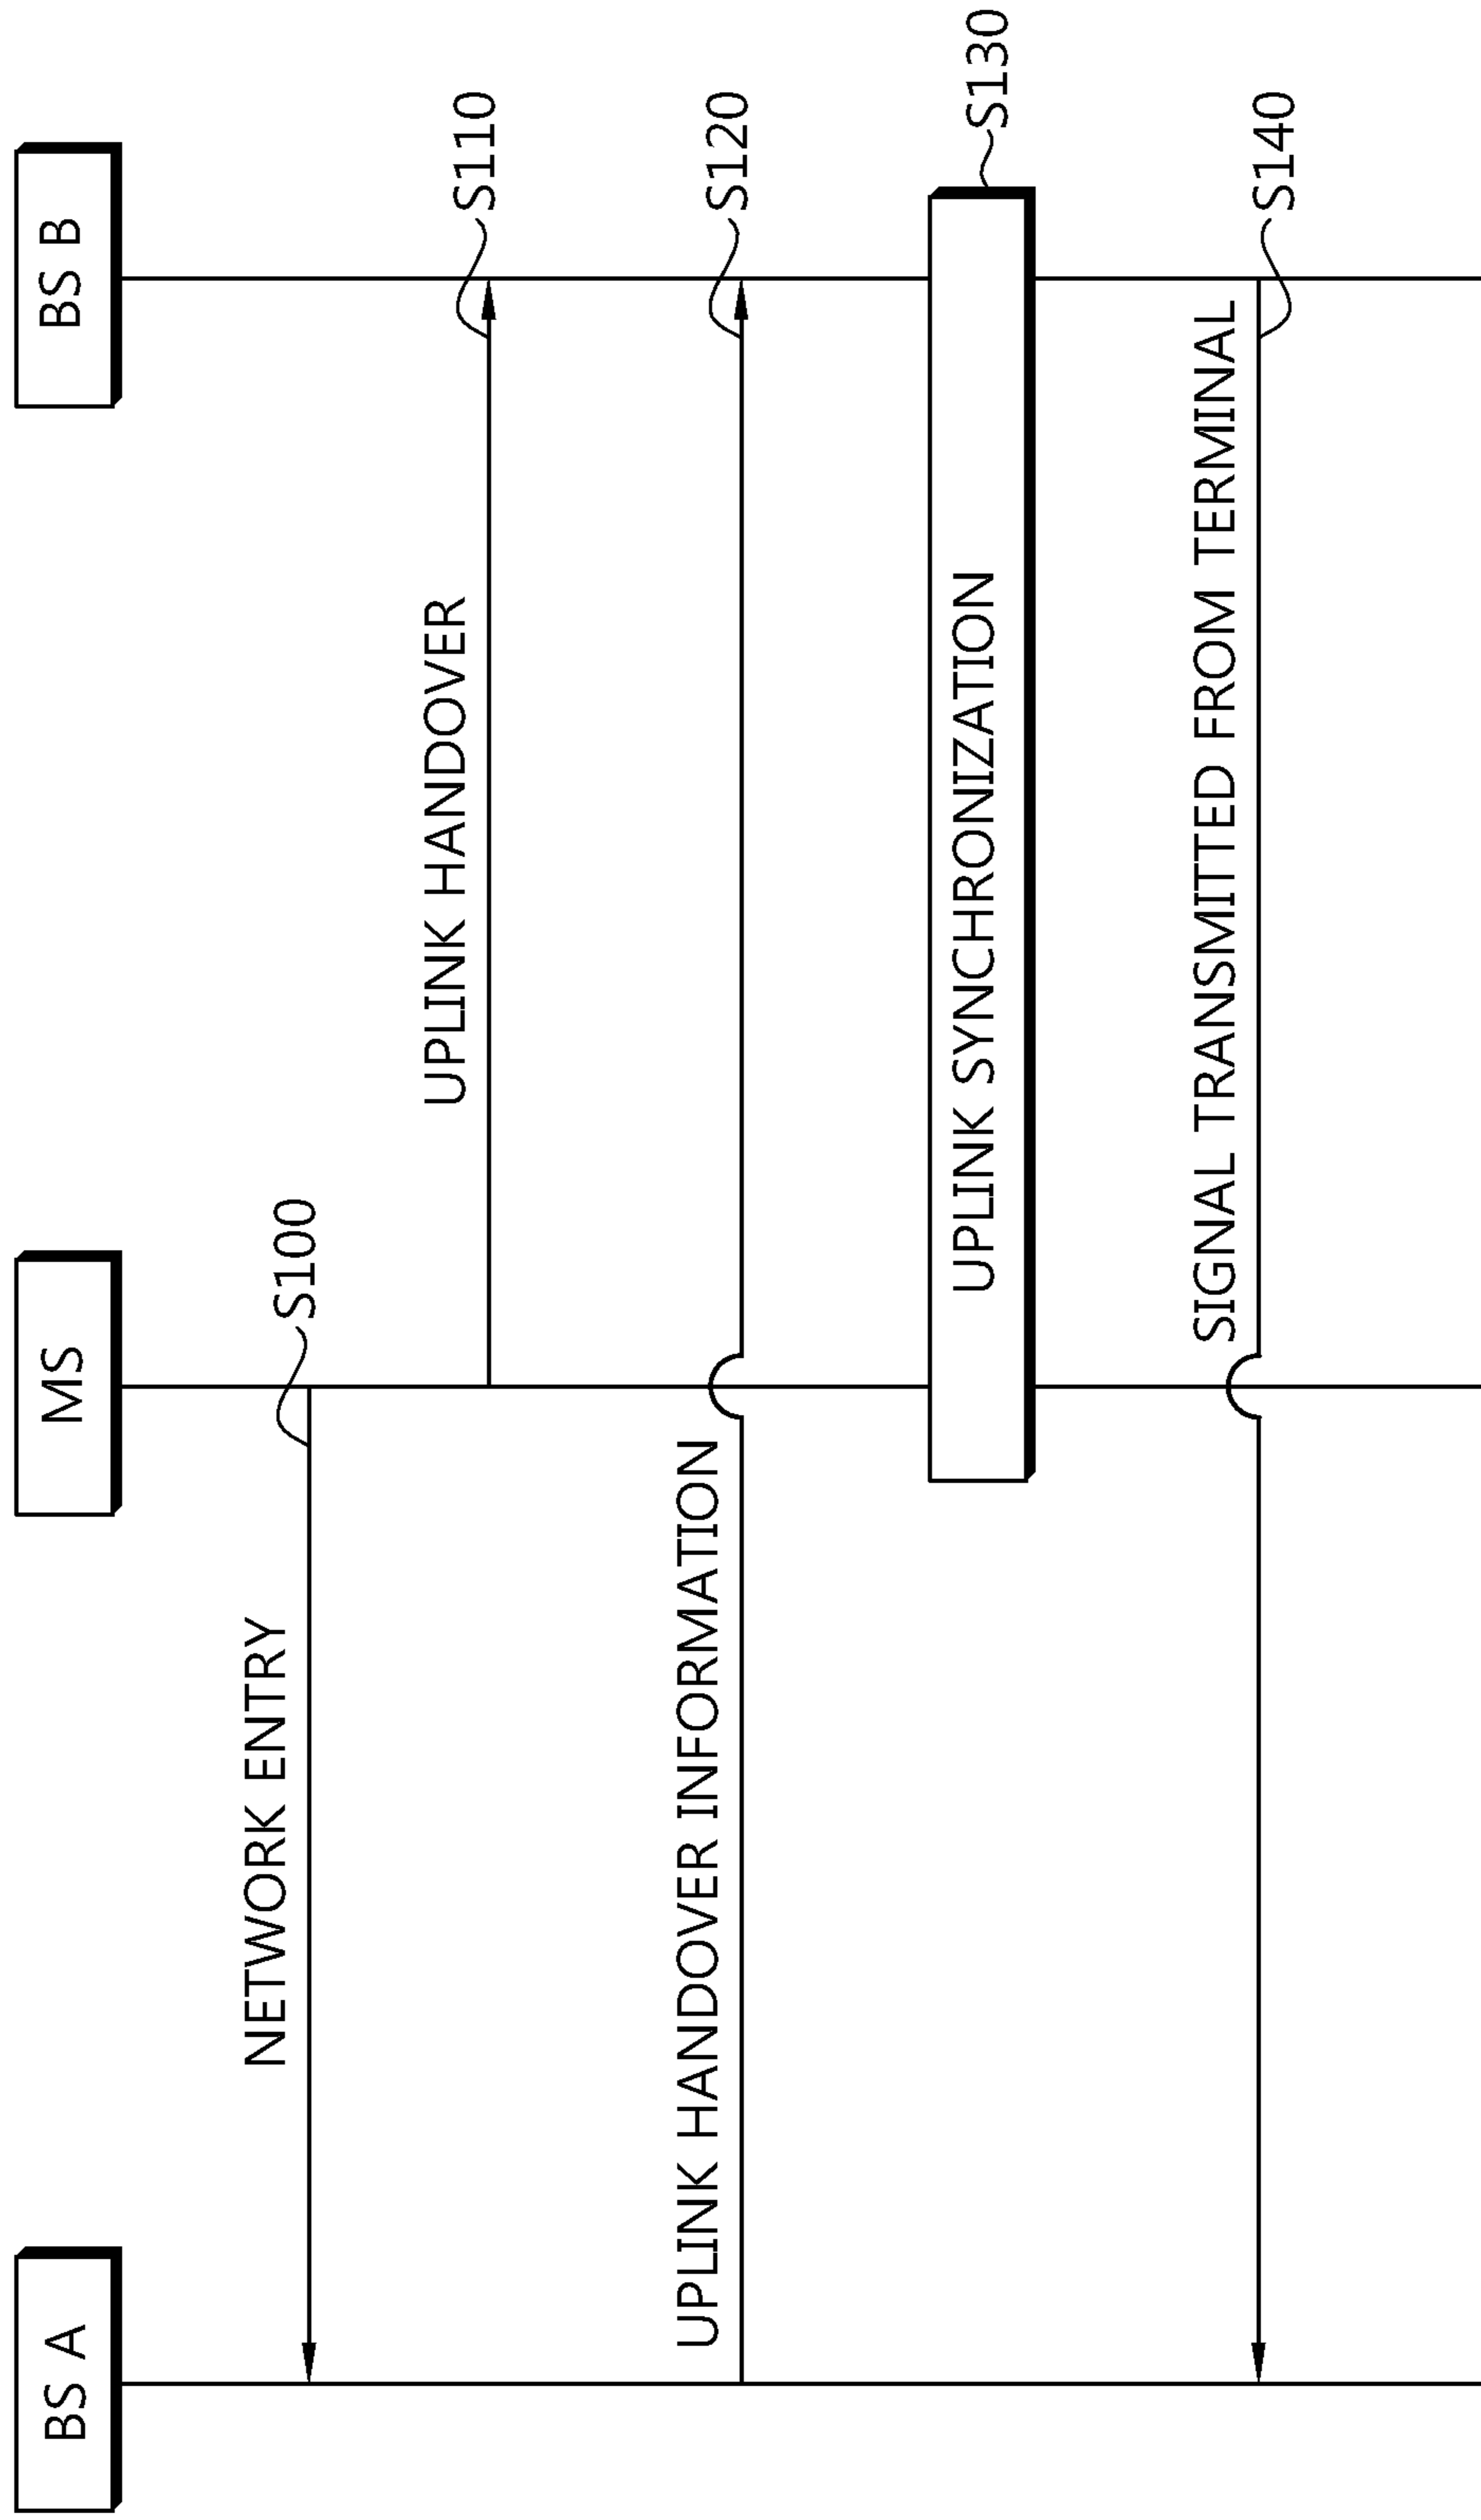 BS A
MS
BS B
NETWORK ENTRY
S100
UPLINK HANDOVER
S110
UPLINK HANDOVER INFORMATION
S120
UPLINK SYNCHRONIZATION
S130
SIGNAL TRANSMITTED FROM TERMINAL
S140